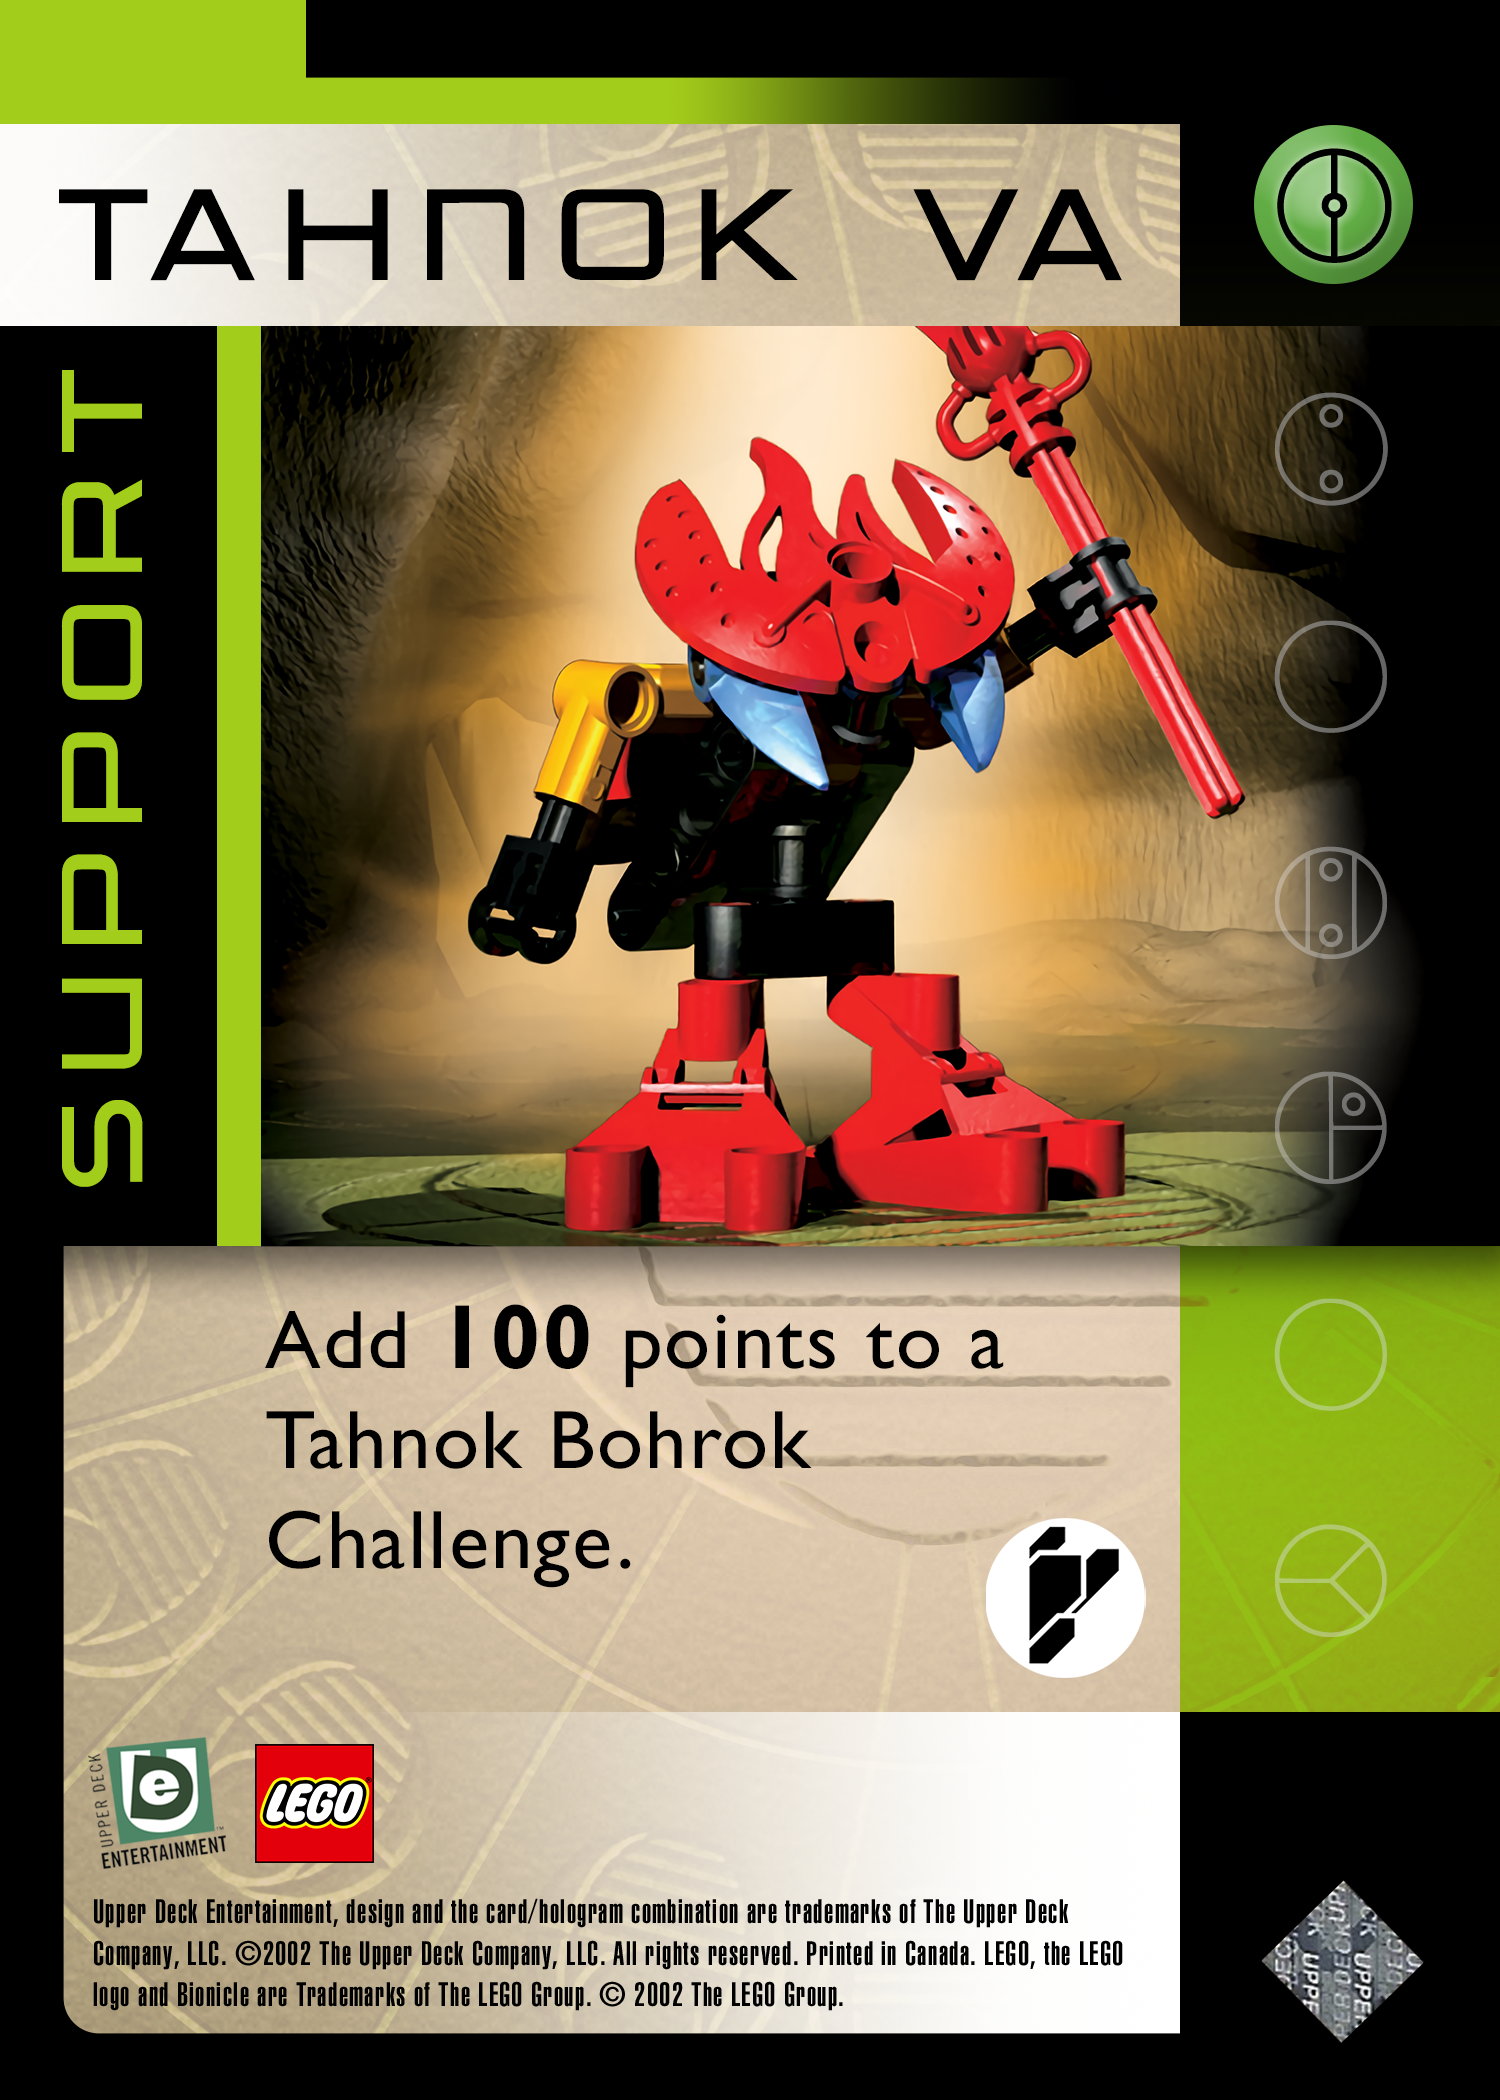 TAHNOK VA
SUPPORT
Add 100 points to a
Tahnok Bohrok
Challenge.
UPPER DECK
ENTERTAINMENT™
LEGO
Upper Deck Entertainment, design and the card/hologram combination are trademarks of The Upper Deck
Company, LLC. ©2002 The Upper Deck Company, LLC. All rights reserved. Printed in Canada. LEGO, the LEGO
logo and Bionicle are Trademarks of The LEGO Group. © 2002 The LEGO Group.